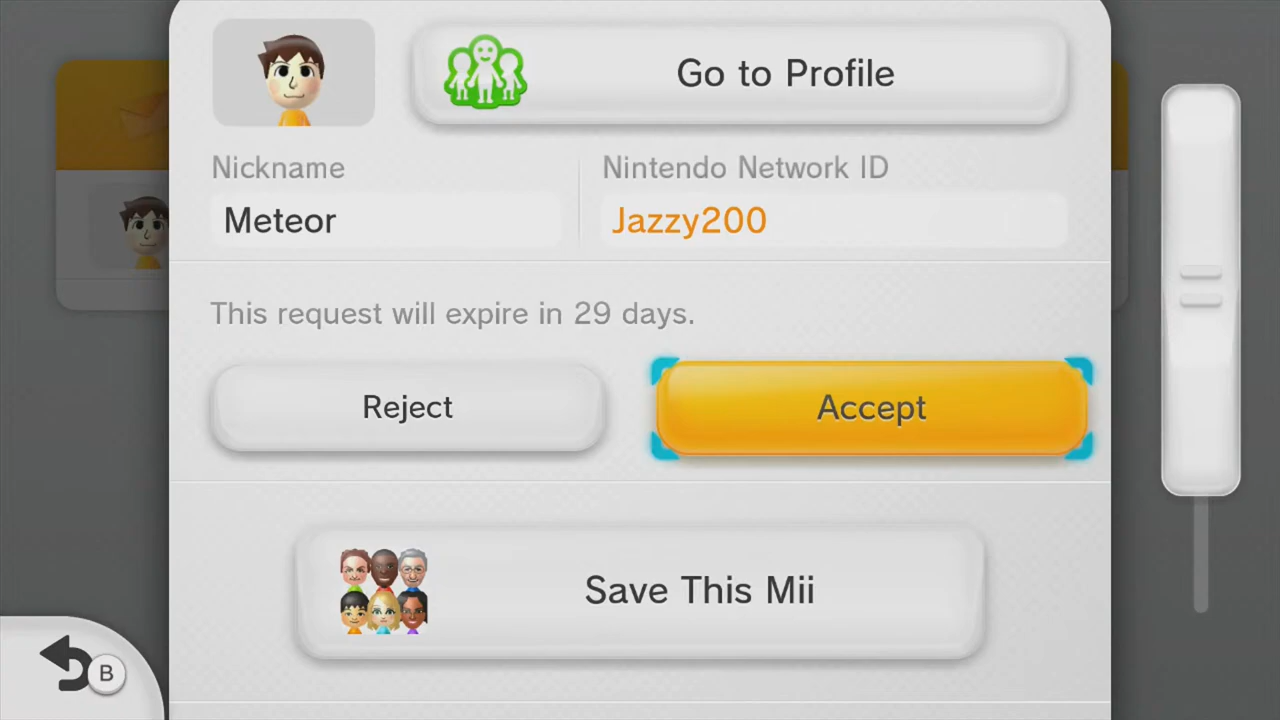 Go to Profile
Nickname
Nintendo Network ID
Meteor
Jazzy200
This request will expire in 29 days.
Reject
Accept
Save This Mii
B